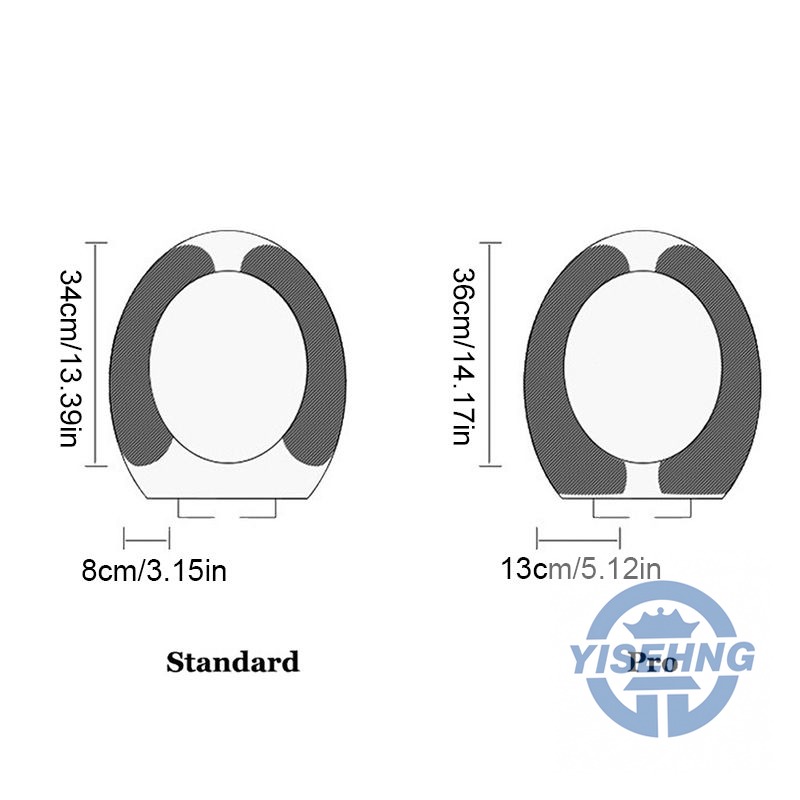 34cm/13.39in
36cm/14.17in
8cm/3.15in
13cm/5.12in
Standard
Pro
YISEHNG